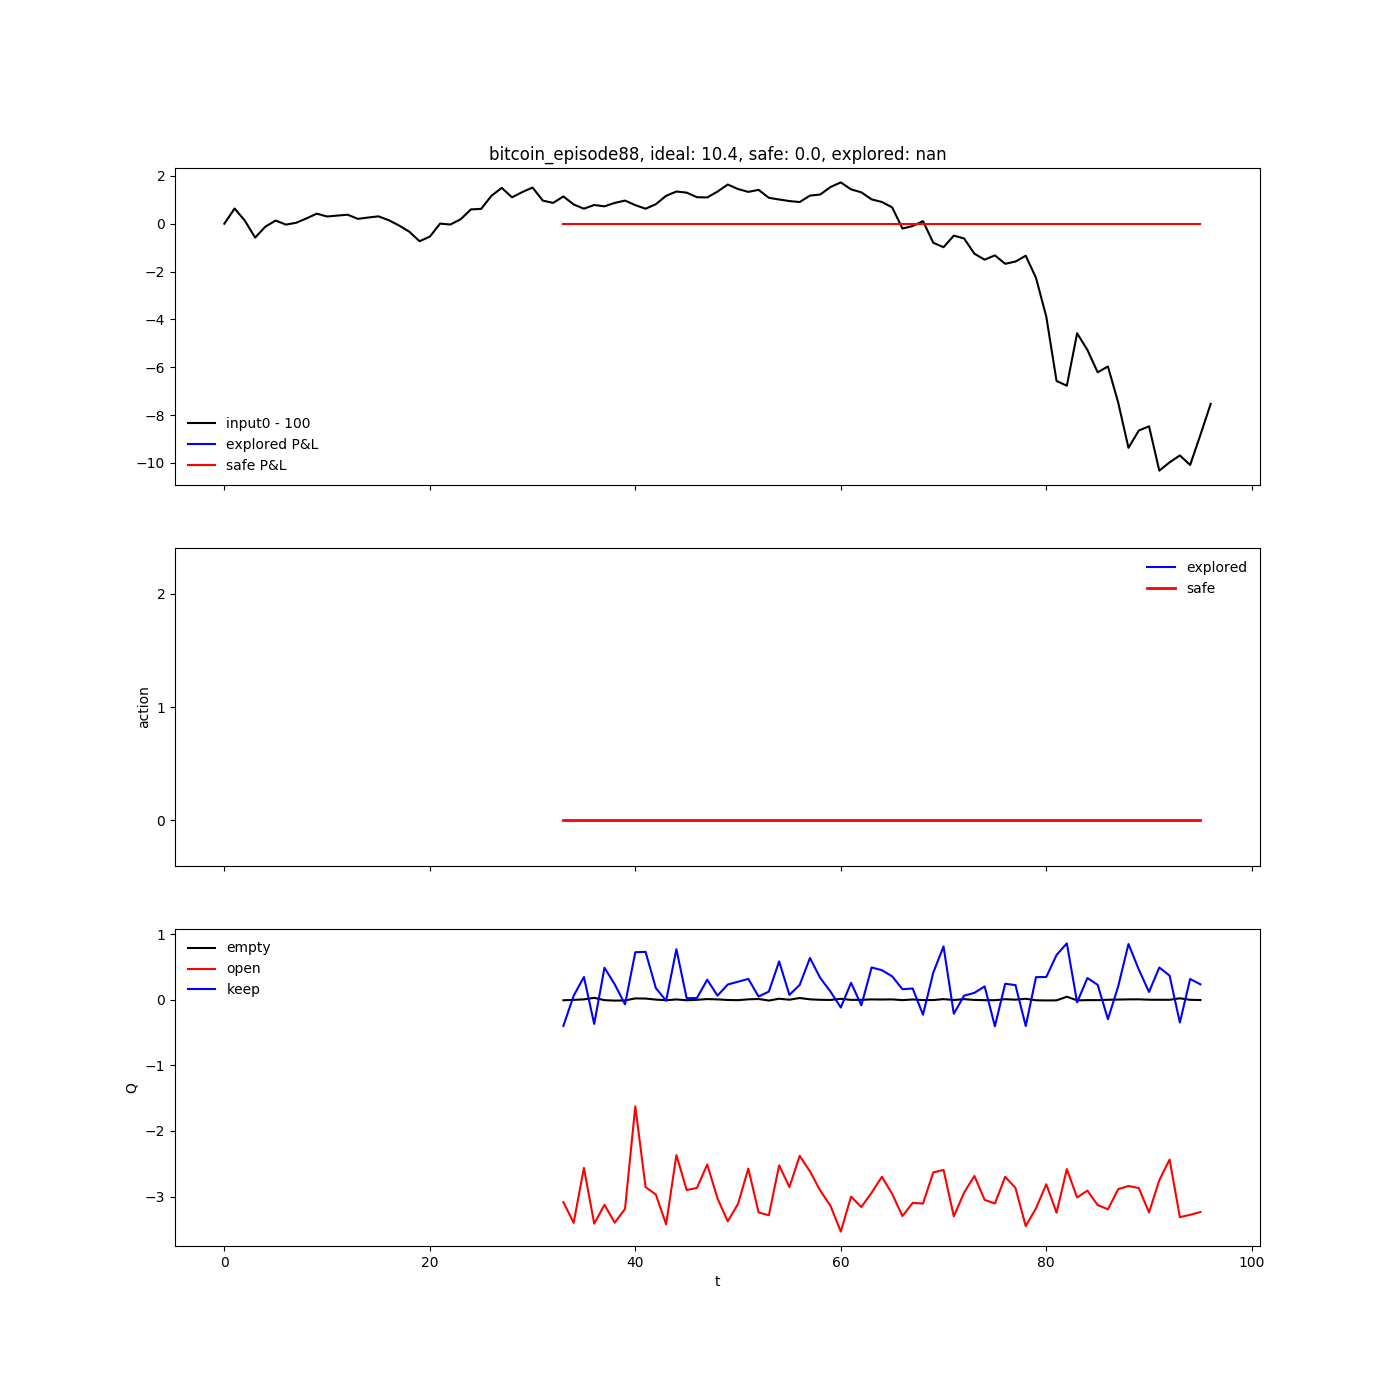 bitcoin_episode88, ideal: 10.4, safe: 0.0, explored: nan
2
0
−2
−4
−6
−8
−10
input0 - 100
explored P&L
safe P&L
action
2
1
0
explored
safe
Q
1
0
−1
−2
−3
empty
open
keep
0
20
40
60
80
100
t